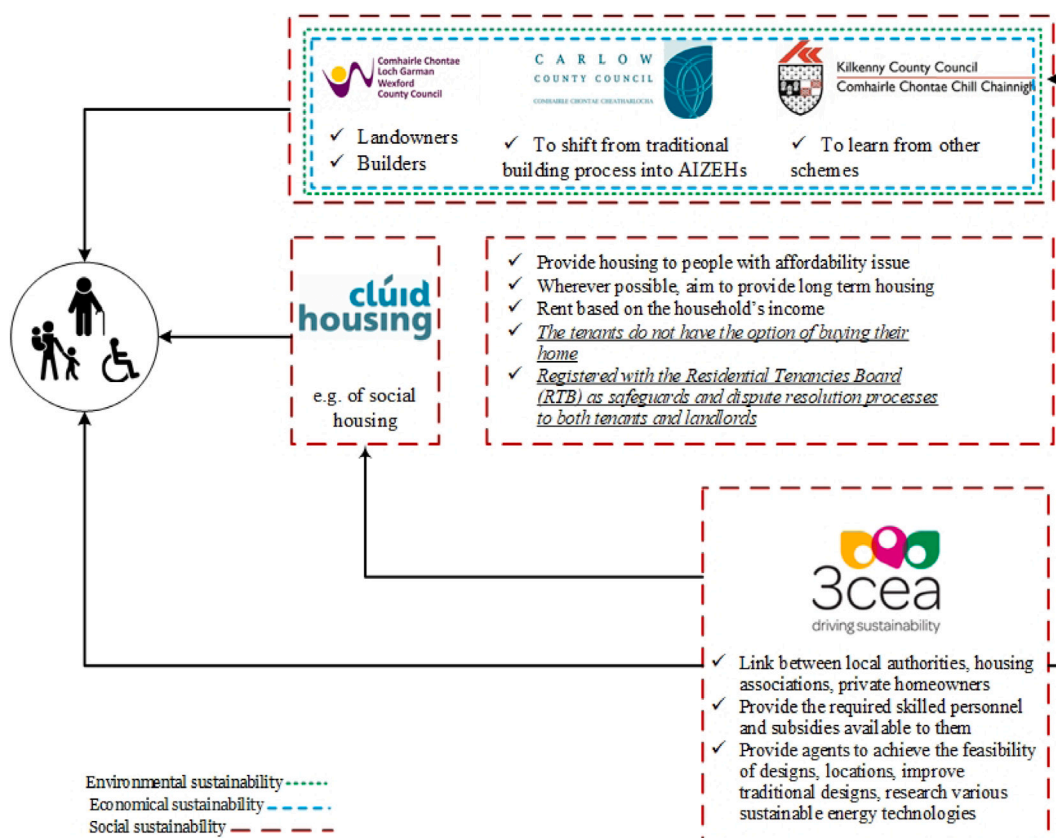 Comhairle Chontae
Loch Garman
Wexford
County Council
CARLOW
COUNTY COUNCIL
COMHAIRLE CHONTAE CHEATHARLOCHA
Kilkenny County Council
Comhairle Chontae Chill Chainnigh
✓ Landowners
✓ Builders
✓ To shift from traditional
building process into AIZEHs
✓ To learn from other
schemes
clúid
housing
e.g. of social
housing
✓ Provide housing to people with affordability issue
✓ Wherever possible, aim to provide long term housing
✓ Rent based on the household's income
✓ The tenants do not have the option of buying their
home
✓ Registered with the Residential Tenancies Board
(RTB) as safeguards and dispute resolution processes
to both tenants and landlords
3cea
driving sustainability
✓ Link between local authorities, housing
associations, private homeowners
✓ Provide the required skilled personnel
and subsidies available to them
✓ Provide agents to achieve the feasibility
of designs, locations, improve
traditional designs, research various
sustainable energy technologies
Environmental sustainability
Economical sustainability
Social sustainability